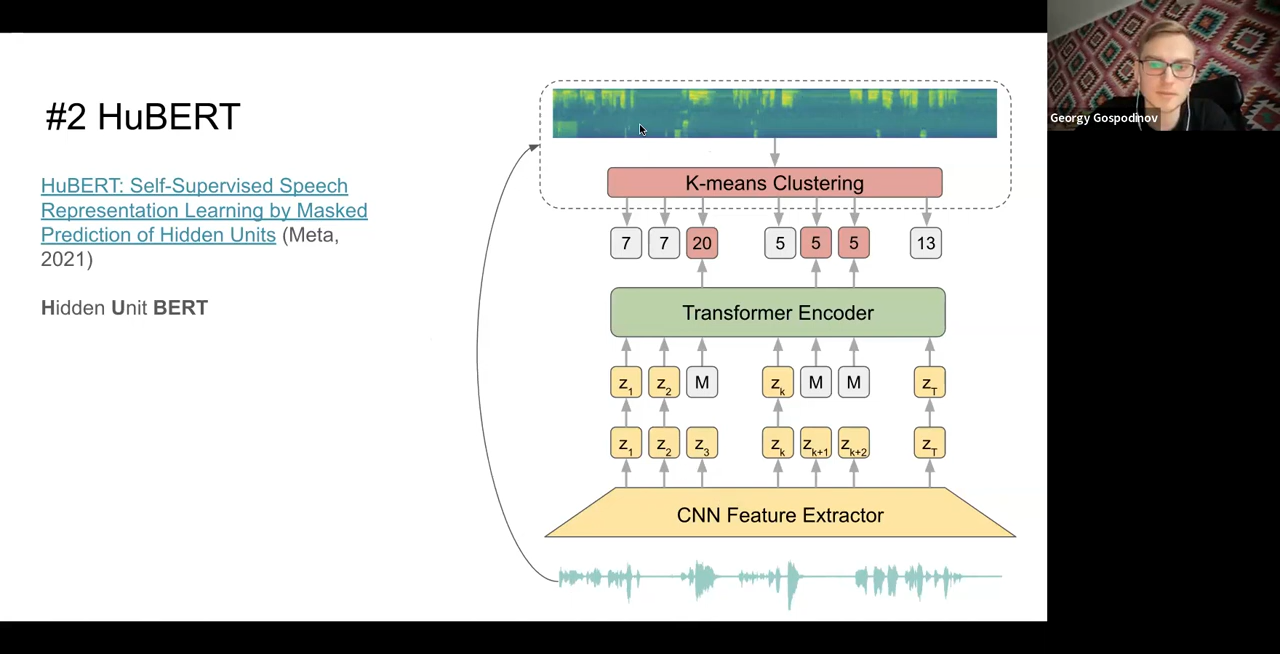 #2 HuBERT
HuBERT: Self-Supervised Speech
Representation Learning by Masked
Prediction of Hidden Units (Meta,
2021)
Hidden Unit BERT
K-means Clustering
7 7 20 5 5 5 13
Transformer Encoder
z1 z2 M zk M M zT
z1 z2 z3 zk zk+1 zk+2 zT
CNN Feature Extractor
Georgy Gospodinov